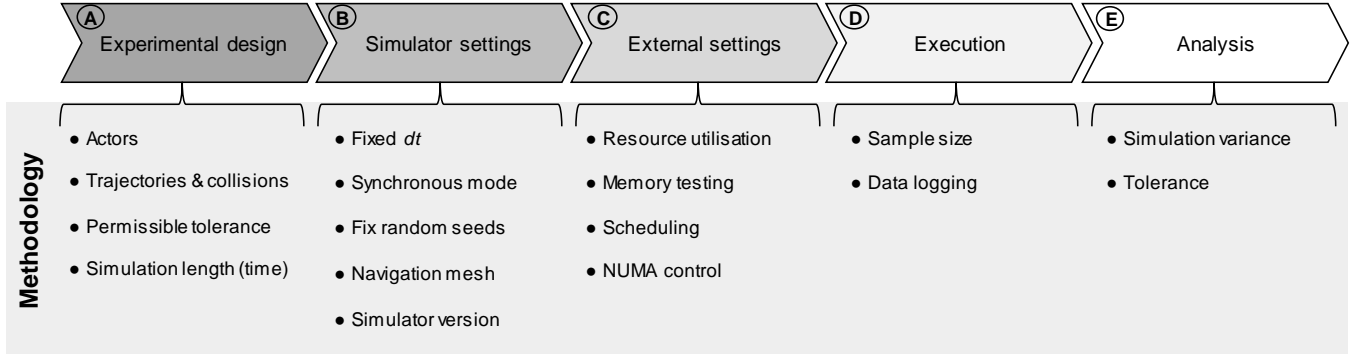 A
Experimental design
B
Simulator settings
C
External settings
D
Execution
E
Analysis
Methodology
● Actors
● Trajectories & collisions
● Permissible tolerance
● Simulation length (time)
● Fixed dt
● Synchronous mode
● Fix random seeds
● Navigation mesh
● Simulator version
● Resource utilisation
● Memory testing
● Scheduling
● NUMA control
● Sample size
● Data logging
● Simulation variance
● Tolerance